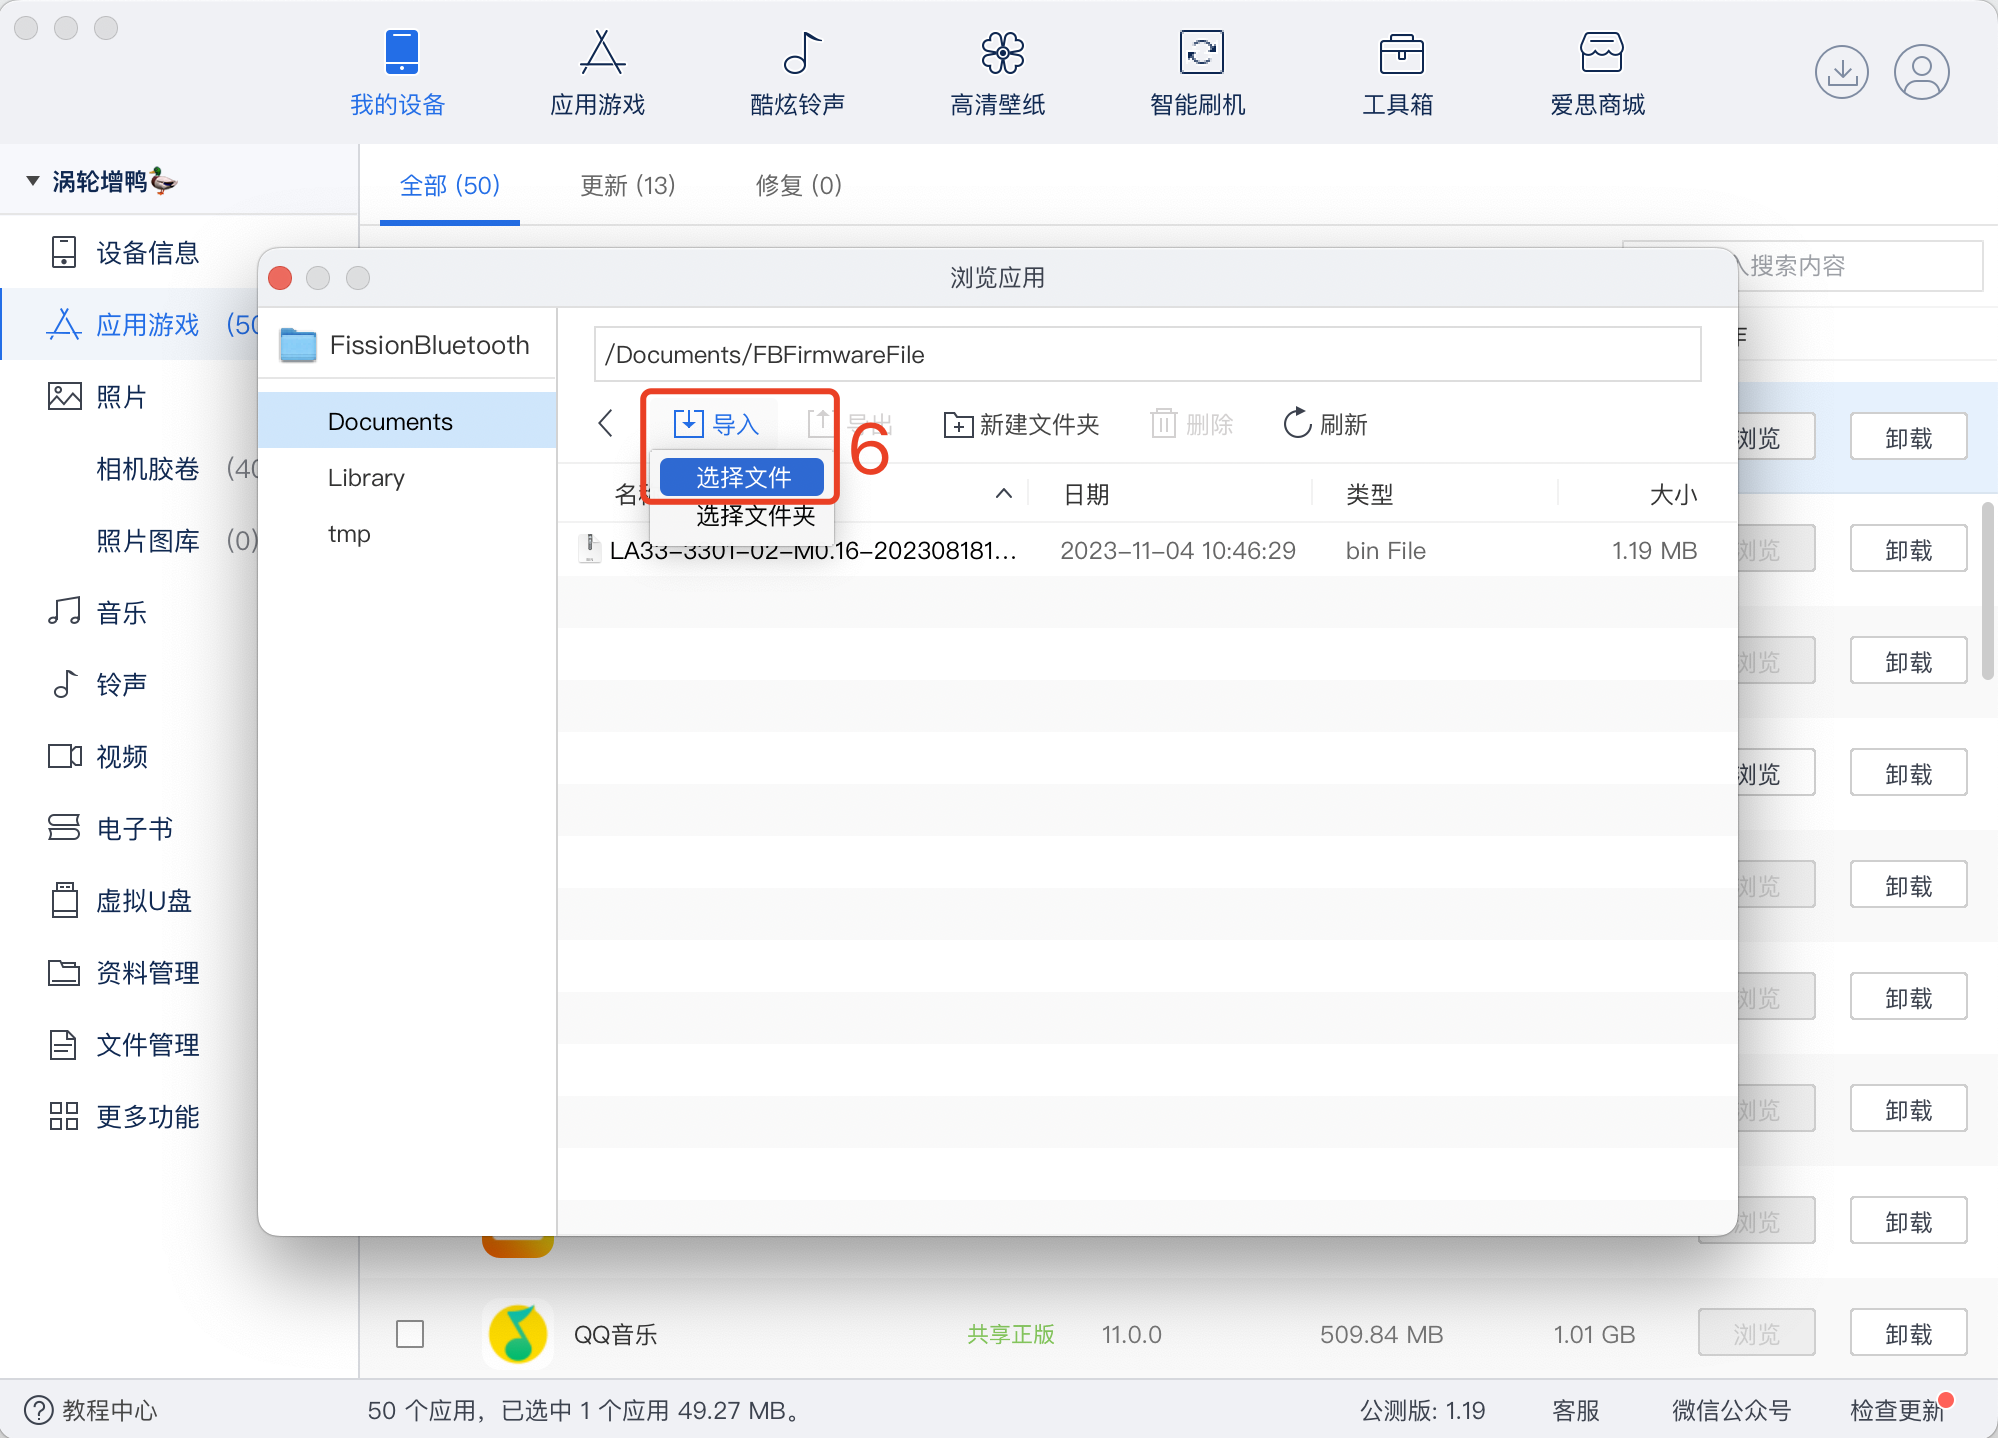 我的设备
应用游戏
酷炫铃声
高清壁纸
智能刷机
工具箱
爱思商城
涡轮增鸭🦆
全部 (50)
更新 (13)
修复 (0)
设备信息
应用游戏
照片
相机胶卷
照片图库 (0)
音乐
铃声
视频
电子书
虚拟U盘
资料管理
文件管理
更多功能
搜索内容
浏览应用
FissionBluetooth
Documents
Library
tmp
/Documents/FBFirmwareFile
导入
导出
新建文件夹
删除
刷新
6
选择文件
选择文件夹
日期
类型
大小
LA33-3301-02-M0.16-202308181...
2023-11-04 10:46:29
bin File
1.19 MB
浏览 卸载
浏览 卸载
浏览 卸载
浏览 卸载
浏览 卸载
浏览 卸载
浏览 卸载
浏览 卸载
QQ音乐
共享正版
11.0.0
509.84 MB
1.01 GB
浏览 卸载
教程中心
50 个应用，已选中 1 个应用 49.27 MB。
公测版: 1.19
客服
微信公众号
检查更新